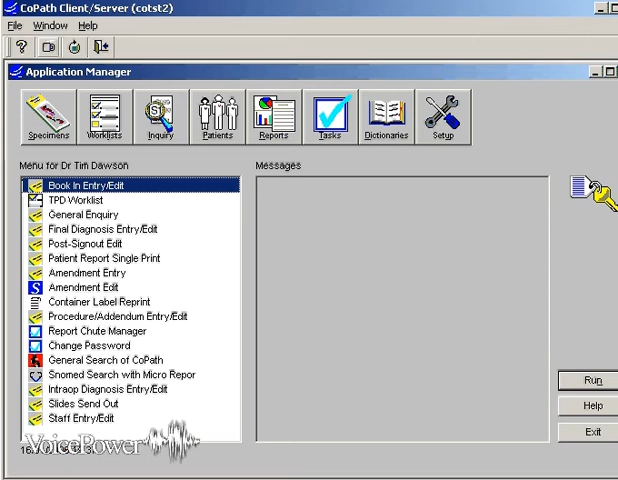 CoPath Client/Server (cotst2)
File Window Help
Application Manager
Specimens Worklists Inquiry Patients Reports Tasks Dictionaries Setup
Menu for Dr Tim Dawson
Messages
Book In Entry/Edit
TPD Worklist
General Enquiry
Final Diagnosis Entry/Edit
Post-Signout Edit
Patient Report Single Print
Amendment Entry
Amendment Edit
Container Label Reprint
Procedure/Addendum Entry/Edit
Report Chute Manager
Change Password
General Search of CoPath
Snomed Search with Micro Repor
Intraop Diagnosis Entry/Edit
Slides Send Out
Staff Entry/Edit
Run
Help
Exit
VoicePower